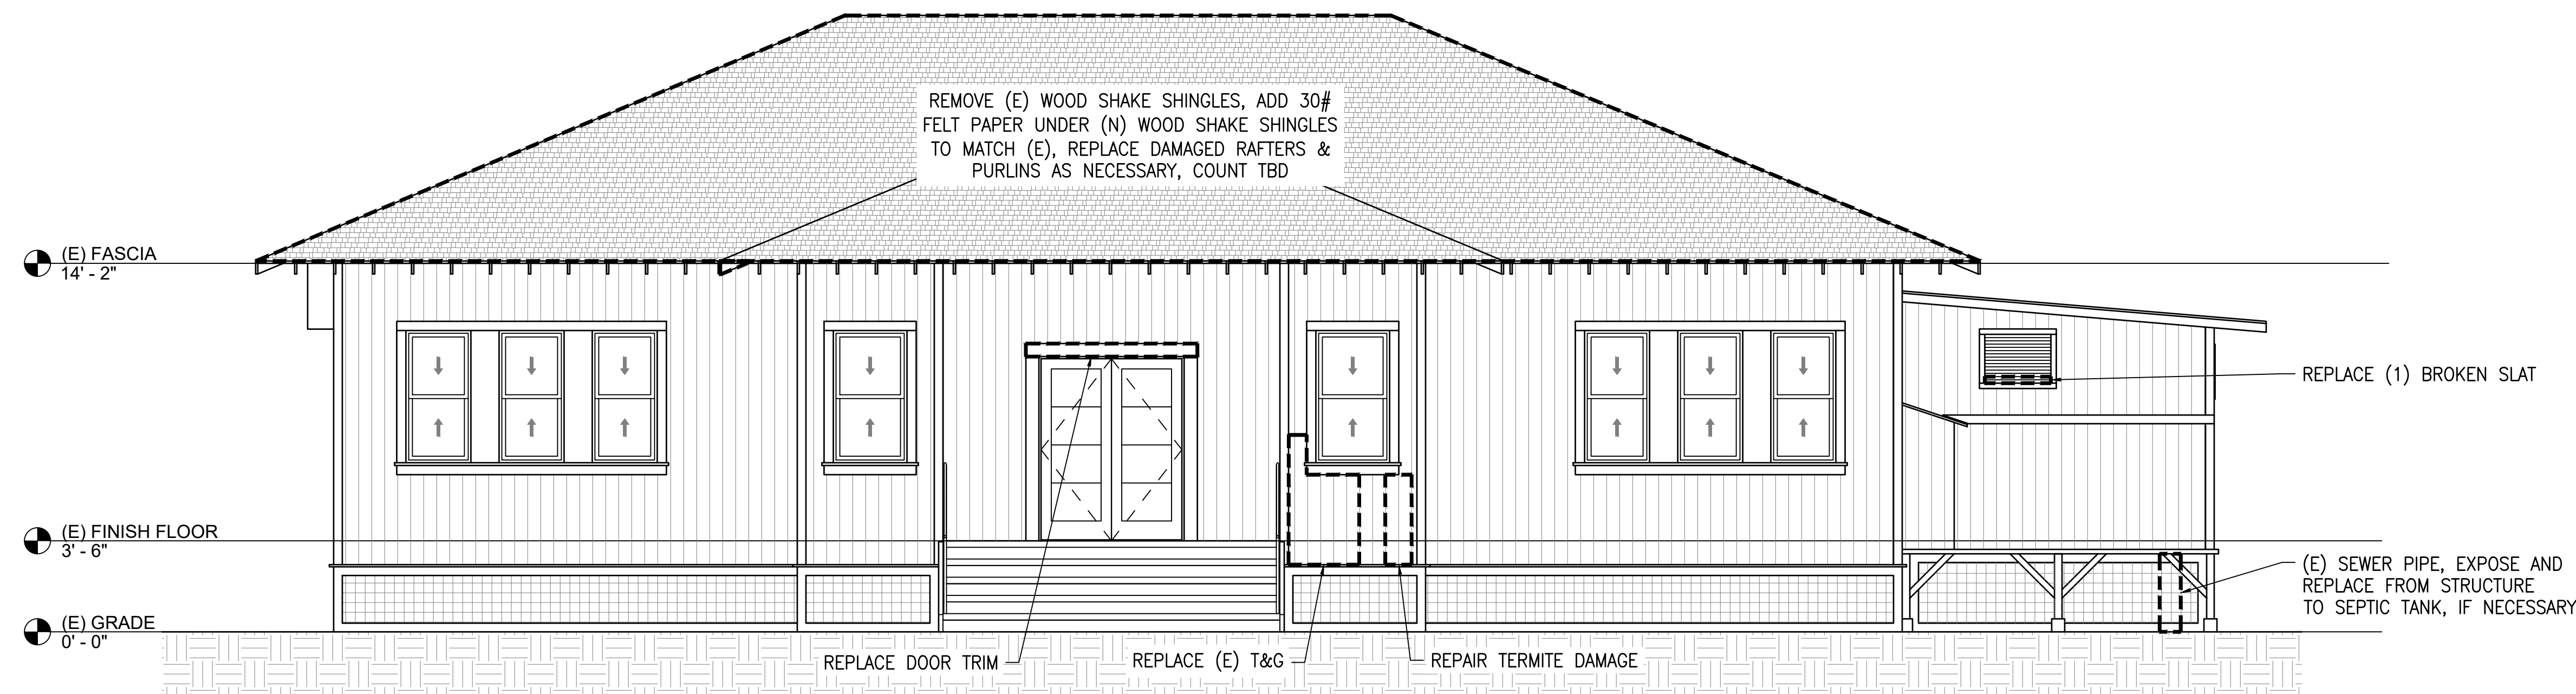 REMOVE (E) WOOD SHAKE SHINGLES, ADD 30#
FELT PAPER UNDER (N) WOOD SHAKE SHINGLES
TO MATCH (E), REPLACE DAMAGED RAFTERS &
PURLINS AS NECESSARY, COUNT TBD
(E) FASCIA
14' - 2"
REPLACE (1) BROKEN SLAT
(E) FINISH FLOOR
3' - 6"
(E) SEWER PIPE, EXPOSE AND
REPLACE FROM STRUCTURE
TO SEPTIC TANK, IF NECESSARY
(E) GRADE
0' - 0"
REPLACE DOOR TRIM
REPLACE (E) T&G
REPAIR TERMITE DAMAGE